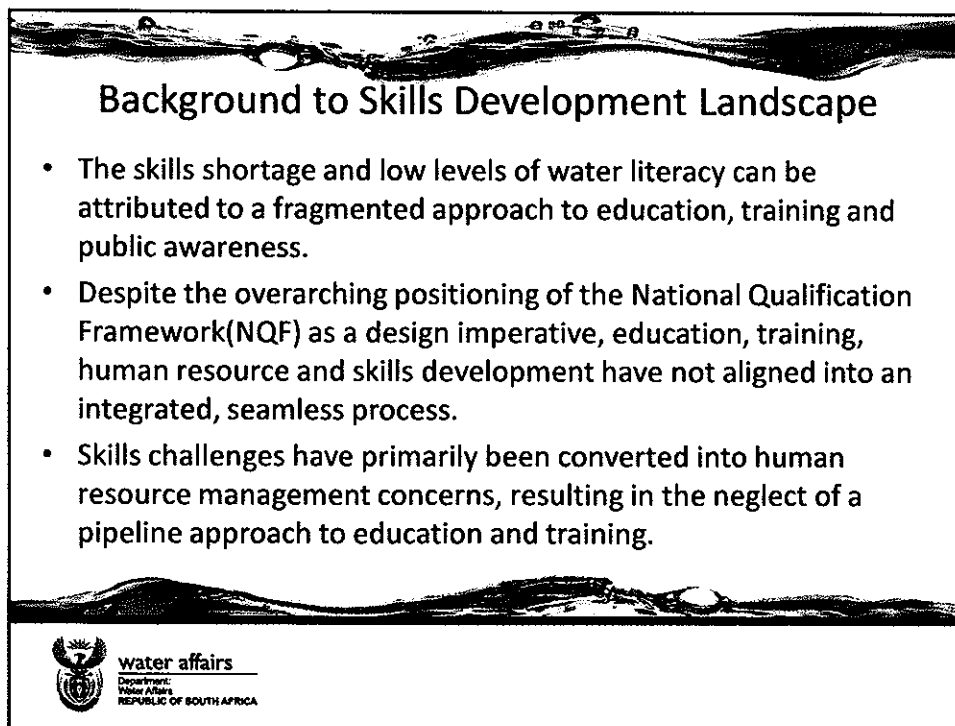 Background to Skills Development Landscape
• The skills shortage and low levels of water literacy can be
attributed to a fragmented approach to education, training and
public awareness.
• Despite the overarching positioning of the National Qualification
Framework(NQF) as a design imperative, education, training,
human resource and skills development have not aligned into an
integrated, seamless process.
• Skills challenges have primarily been converted into human
resource management concerns, resulting in the neglect of a
pipeline approach to education and training.
water affairs
Department:
Water Affairs
REPUBLIC OF SOUTH AFRICA